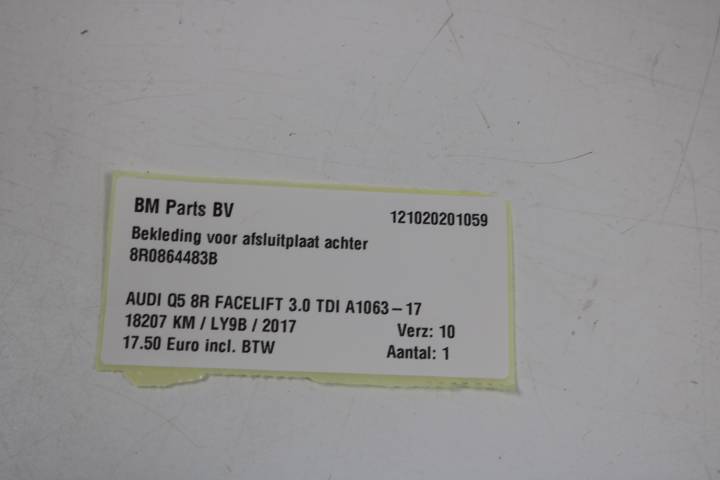 BM Parts BV 121020201059
Bekleding voor afsluitplaat achter
8R0864483B
AUDI Q5 8R FACELIFT 3.0 TDI A1063-17
18207 KM / LY9B / 2017 Verz: 10
17.50 Euro incl. BTW Aantal: 1